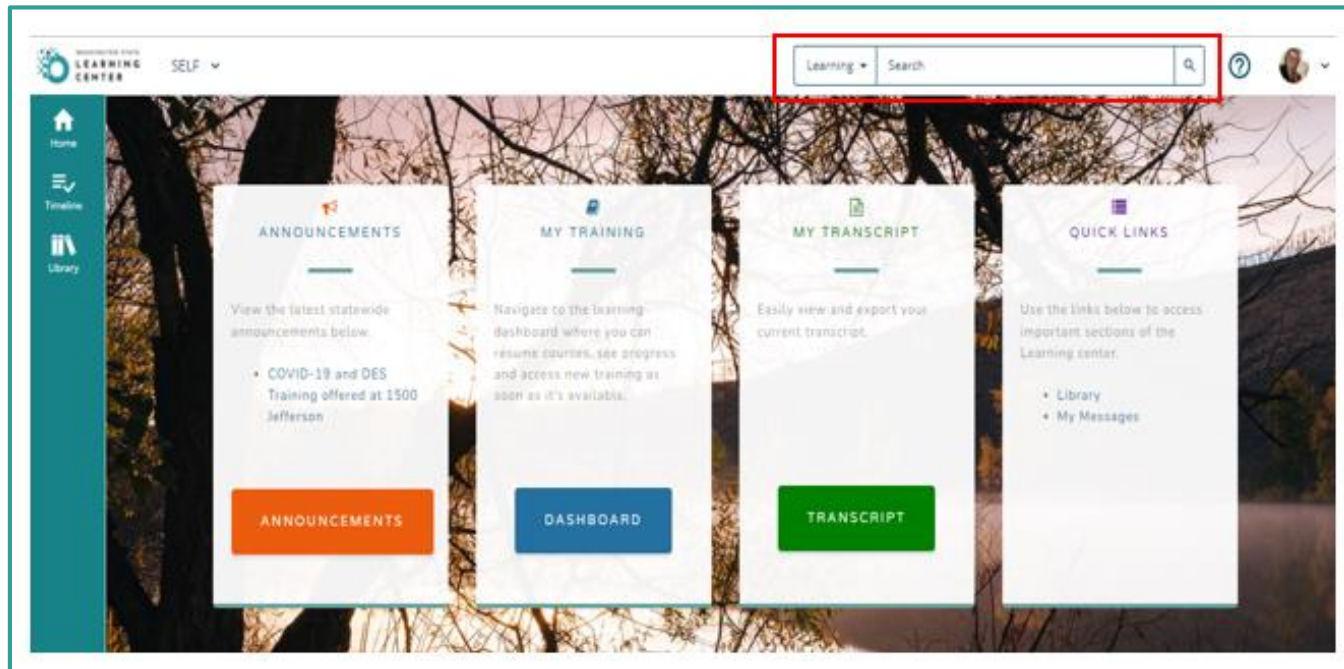 WASHINGTON STATE
LEARNING
CENTER
SELF
Learning
Search
Home
Timeline
Library
ANNOUNCEMENTS
View the latest statewide
announcements below.
• COVID-19 and DES
Training offered at 1500
Jefferson
ANNOUNCEMENTS
MY TRAINING
Navigate to the learning
dashboard where you can
resume courses, see progress
and access new training as
soon as it's available.
DASHBOARD
MY TRANSCRIPT
Easily view and export your
current transcript.
TRANSCRIPT
QUICK LINKS
Use the links below to access
important sections of the
Learning center.
• Library
• My Messages